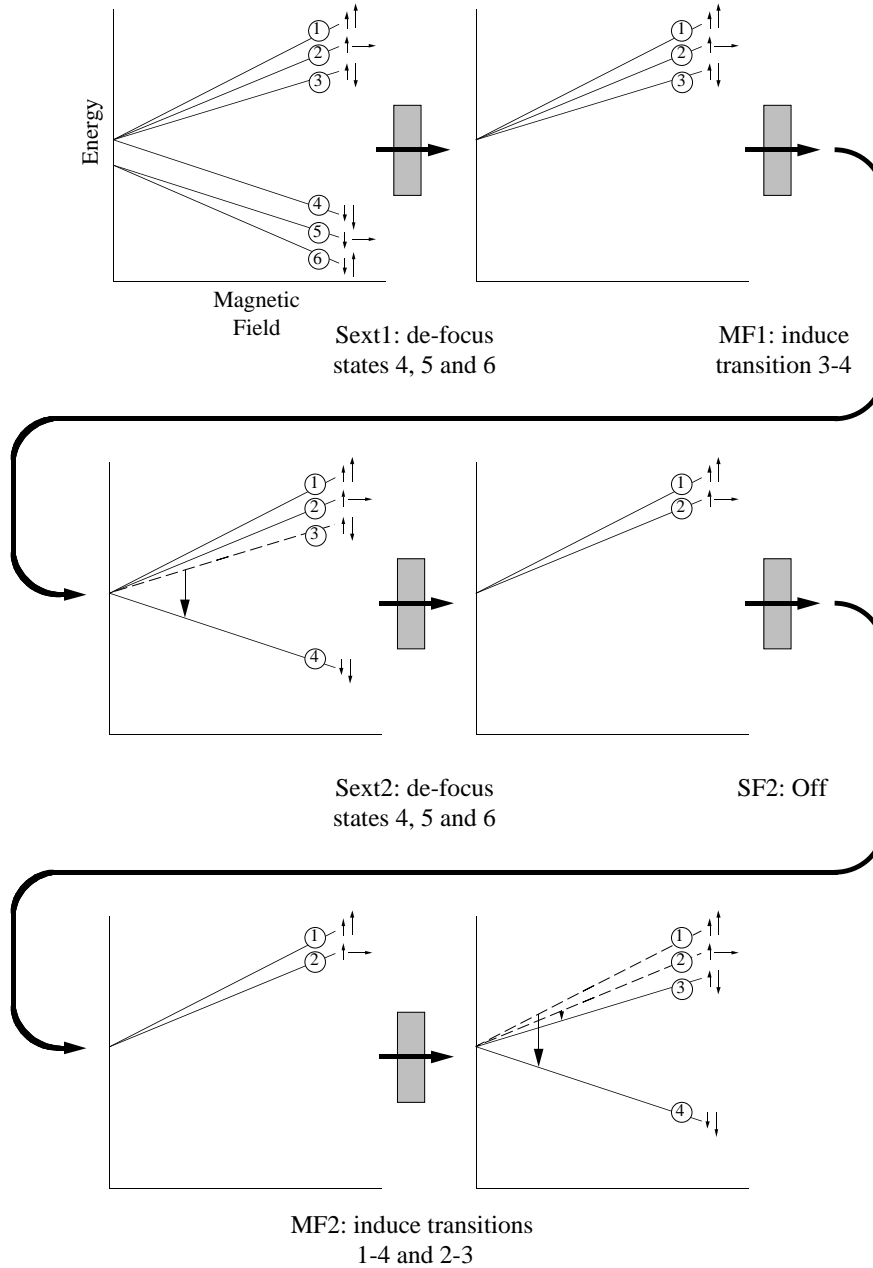 1
2
3
4
5
6
Energy
Magnetic
Field
1
2
3
Sext1: de-focus
states 4, 5 and 6
MF1: induce
transition 3-4
1
2
3
4
1
2
Sext2: de-focus
states 4, 5 and 6
SF2: Off
1
2
1
2
3
4
MF2: induce transitions
1-4 and 2-3